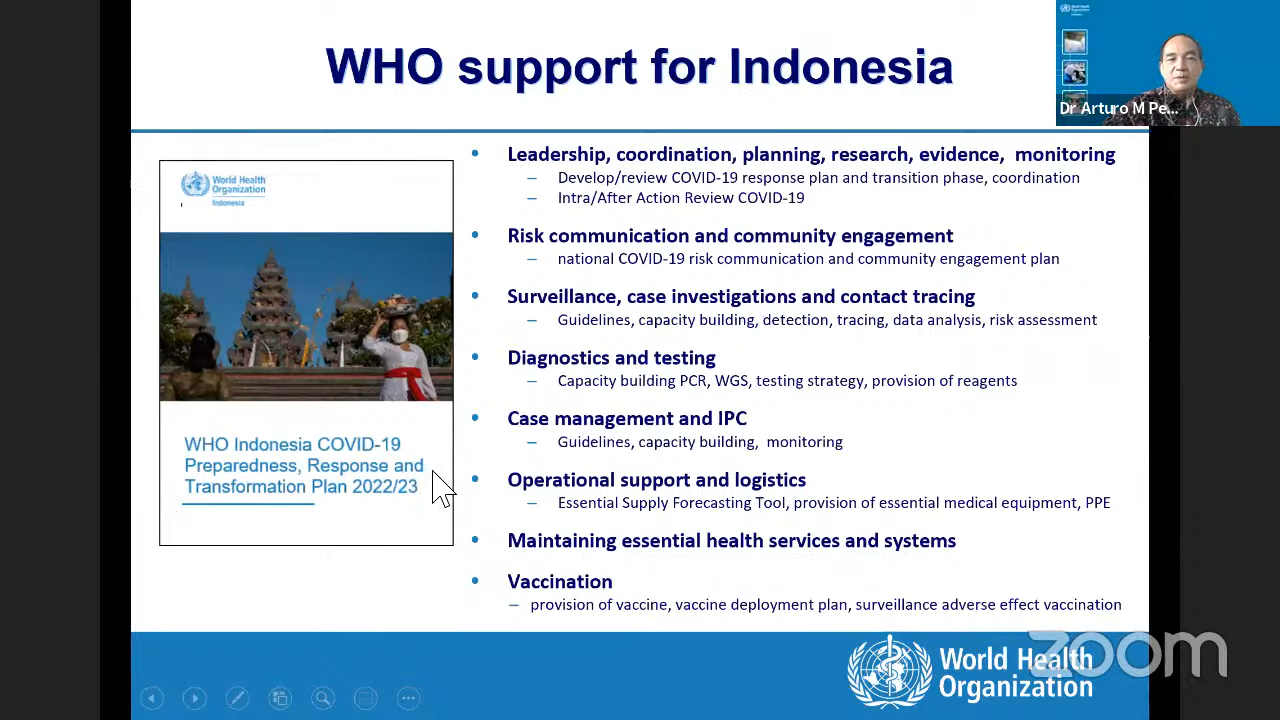 WHO support for Indonesia
World Health
Organization
Dr Arturo M Pe...
World Health
Organization
Indonesia
WHO Indonesia COVID-19
Preparedness, Response and
Transformation Plan 2022/23
• Leadership, coordination, planning, research, evidence, monitoring
– Develop/review COVID-19 response plan and transition phase, coordination
– Intra/After Action Review COVID-19
• Risk communication and community engagement
– national COVID-19 risk communication and community engagement plan
• Surveillance, case investigations and contact tracing
– Guidelines, capacity building, detection, tracing, data analysis, risk assessment
• Diagnostics and testing
– Capacity building PCR, WGS, testing strategy, provision of reagents
• Case management and IPC
– Guidelines, capacity building, monitoring
• Operational support and logistics
– Essential Supply Forecasting Tool, provision of essential medical equipment, PPE
• Maintaining essential health services and systems
• Vaccination
– provision of vaccine, vaccine deployment plan, surveillance adverse effect vaccination
World Health
Organization
zoom